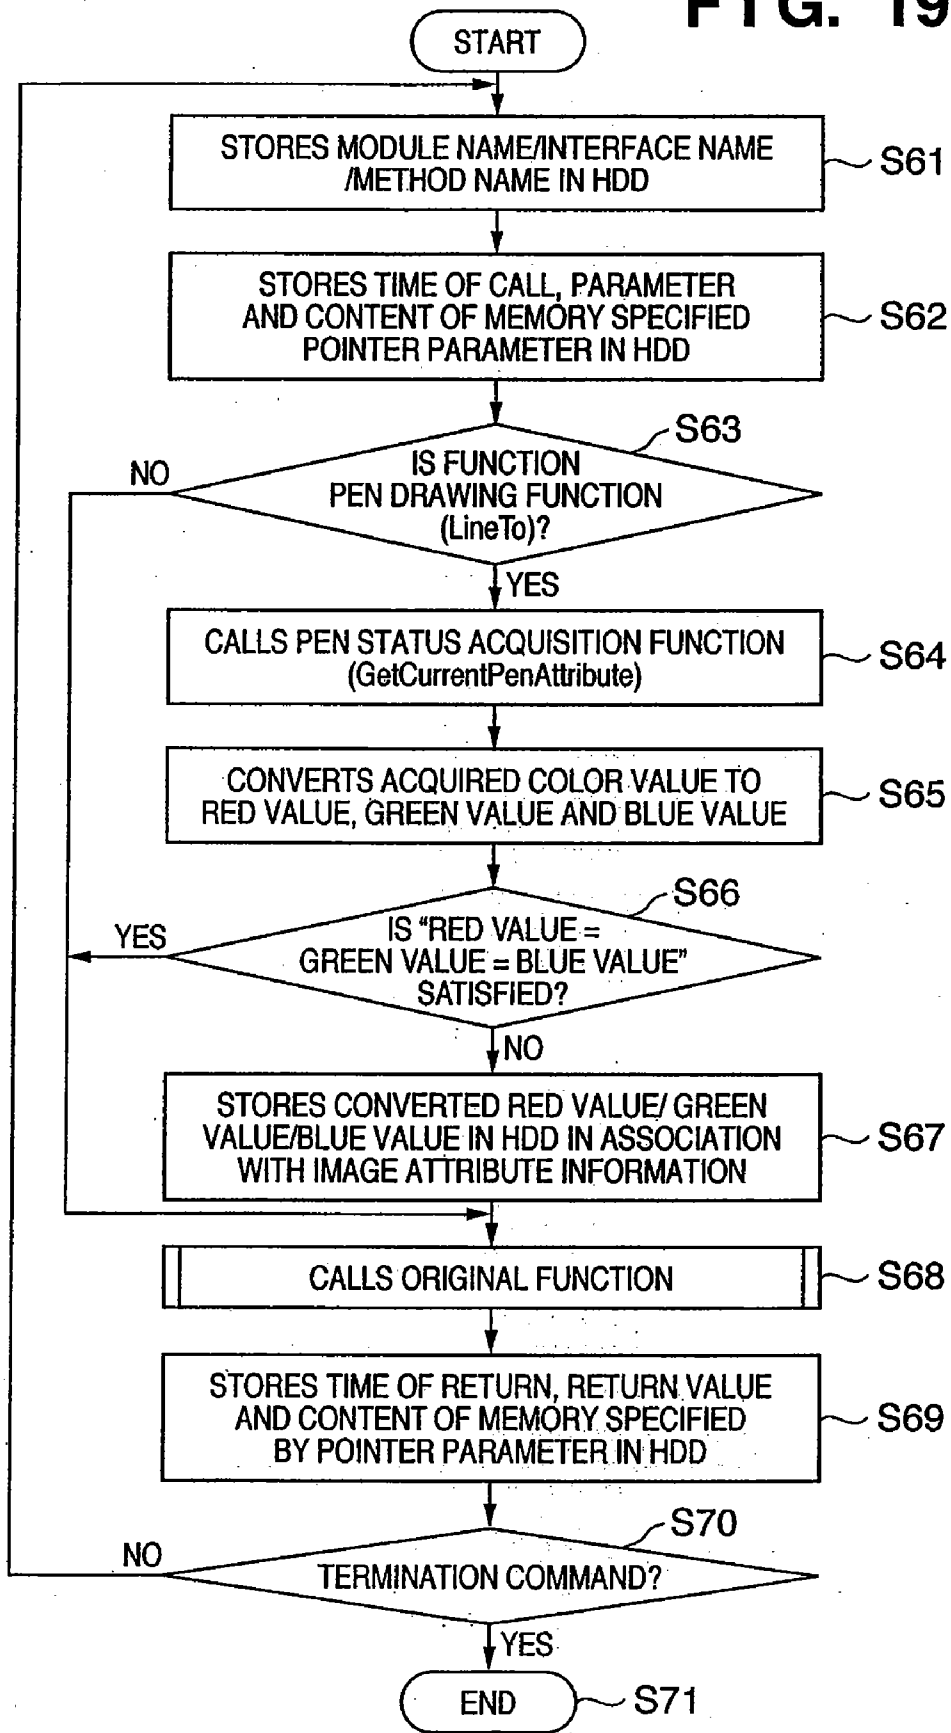 FIG. 19
START
STORES MODULE NAME/INTERFACE NAME
/METHOD NAME IN HDD
S61
STORES TIME OF CALL, PARAMETER
AND CONTENT OF MEMORY SPECIFIED
POINTER PARAMETER IN HDD
S62
S63
IS FUNCTION
PEN DRAWING FUNCTION
(LineTo)?
NO
YES
CALLS PEN STATUS ACQUISITION FUNCTION
(GetCurrentPenAttribute)
S64
CONVERTS ACQUIRED COLOR VALUE TO
RED VALUE, GREEN VALUE AND BLUE VALUE
S65
S66
IS “RED VALUE =
GREEN VALUE = BLUE VALUE”
SATISFIED?
YES
NO
STORES CONVERTED RED VALUE/ GREEN
VALUE/BLUE VALUE IN HDD IN ASSOCIATION
WITH IMAGE ATTRIBUTE INFORMATION
S67
CALLS ORIGINAL FUNCTION
S68
STORES TIME OF RETURN, RETURN VALUE
AND CONTENT OF MEMORY SPECIFIED
BY POINTER PARAMETER IN HDD
S69
S70
NO
TERMINATION COMMAND?
YES
END
S71